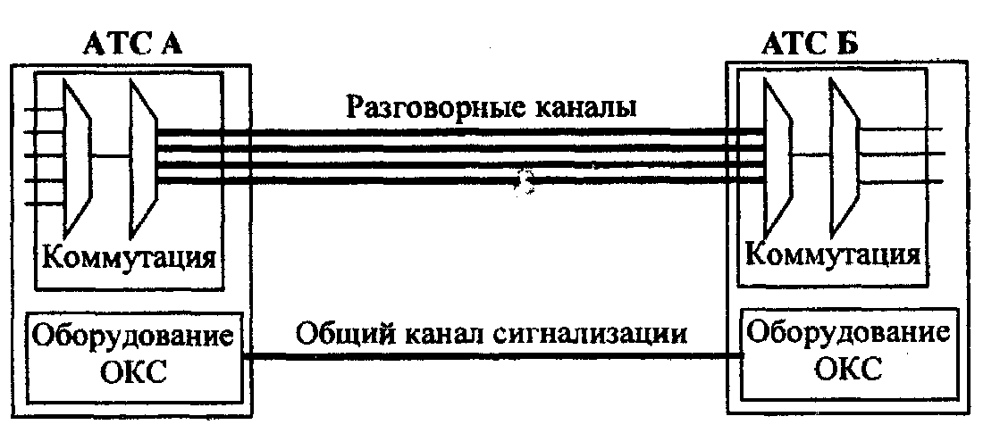 АТС А
АТС Б
Разговорные каналы
Коммутация
Коммутация
Оборудование
ОКС
Общий канал сигнализации
Оборудование
ОКС